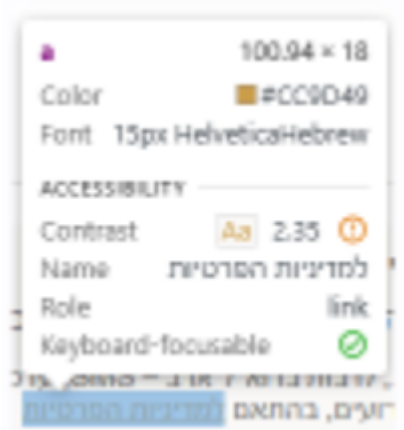 a 100.94 × 18
Color #CC9D49
Font 15px HelveticaHebrew
ACCESSIBILITY
Contrast Aa 2.35
Name למדיניות הפרטיות
Role link
Keyboard-focusable
בהתאם למדיניות הפרטיות